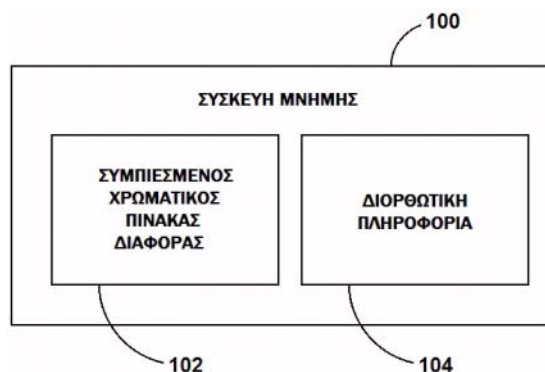 100
ΣΥΣΚΕΥΗ ΜΝΗΜΗΣ
ΣΥΜΠΙΕΣΜΕΝΟΣ
ΧΡΩΜΑΤΙΚΟΣ
ΠΙΝΑΚΑΣ
ΔΙΑΦΟΡΑΣ
ΔΙΟΡΘΩΤΙΚΗ
ΠΛΗΡΟΦΟΡΙΑ
102
104